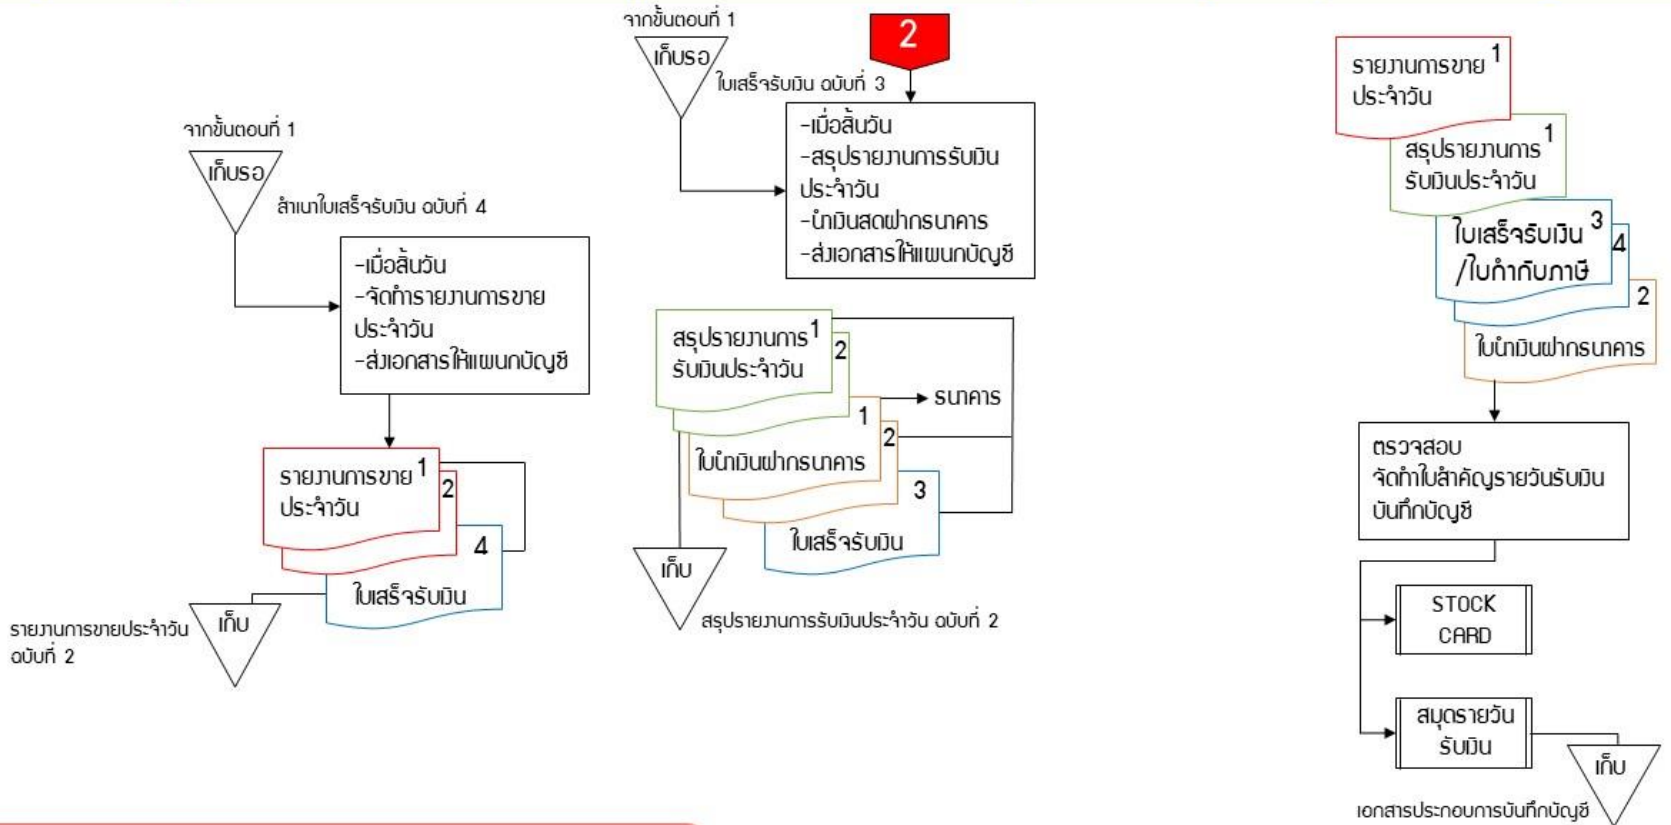 จากขั้นตอนที่ 1
เก็บรอ
สำเนาใบเสร็จรับเงิน ฉบับที่ 4
-เมื่อสิ้นวัน
-จัดทำรายงานการขาย
ประจำวัน
-ส่งเอกสารให้แผนกบัญชี
รายงานการขาย 1
ประจำวัน
2
4
ใบเสร็จรับเงิน
เก็บ
รายงานการขายประจำวัน
ฉบับที่ 2
จากขั้นตอนที่ 1
เก็บรอ
ใบเสร็จรับเงิน ฉบับที่ 3
2
-เมื่อสิ้นวัน
-สรุปรายงานการรับเงิน
ประจำวัน
-นำเงินสดฝากธนาคาร
-ส่งเอกสารให้แผนกบัญชี
สรุปรายงานการ 1
รับเงินประจำวัน
2
ธนาคาร
1
ใบนำเงินฝากธนาคาร
2
3
ใบเสร็จรับเงิน
เก็บ
สรุปรายงานการรับเงินประจำวัน ฉบับที่ 2
รายงานการขาย 1
ประจำวัน
สรุปรายงานการ 1
รับเงินประจำวัน
ใบเสร็จรับเงิน 3
/ใบกำกับภาษี
4
2
ใบนำเงินฝากธนาคาร
ตรวจสอบ
จัดทำใบสำคัญรายวันรับเงิน
บันทึกบัญชี
STOCK
CARD
สมุดรายวัน
รับเงิน
เก็บ
เอกสารประกอบการบันทึกบัญชี